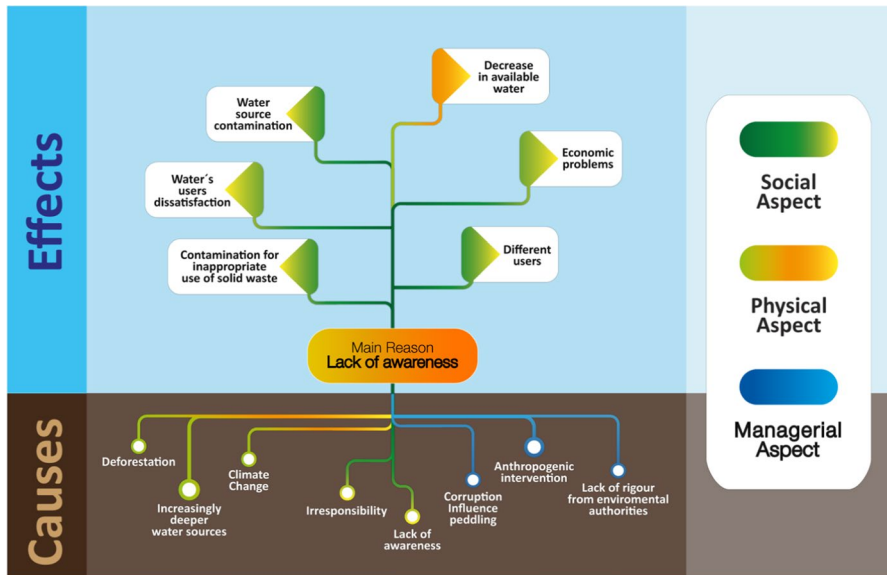 Effects
Decrease
in available
water
Water
source
contamination
Economic
problems
Water´s
users
dissatisfaction
Contamination for
inappropriate
use of solid waste
Different
users
Main Reason
Lack of awareness
Causes
Deforestation
Increasingly
deeper
water sources
Climate
Change
Irresponsibility
Lack of
awareness
Corruption
Influence
peddling
Anthropogenic
intervention
Lack of rigour
from enviromental
authorities
Social
Aspect
Physical
Aspect
Managerial
Aspect